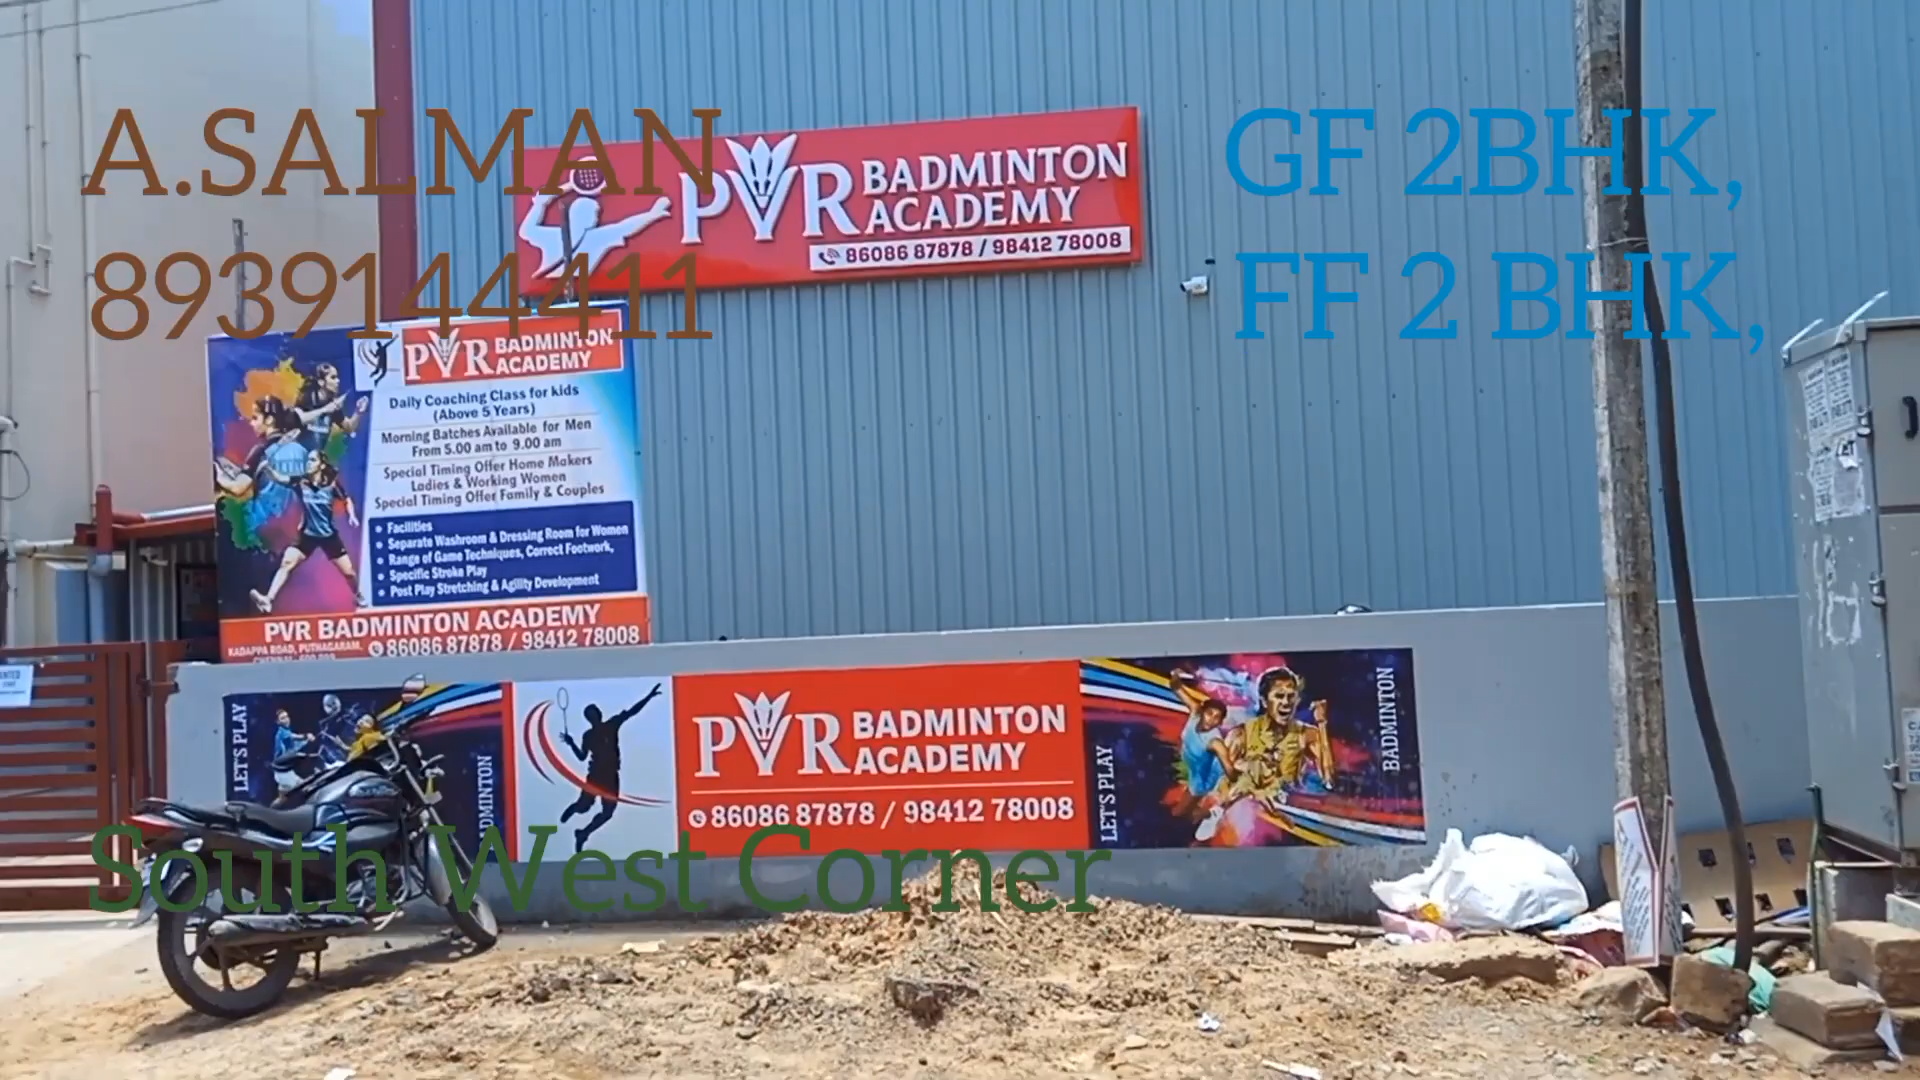 A.SALMAN
8939144411
GF 2BHK,
FF 2 BHK,
PVR BADMINTON
ACADEMY
86086 87878 / 98412 78008
PVR BADMINTON
ACADEMY
Daily Coaching Class for kids
(Above 5 Years)
Morning Batches Available for Men
From 5.00 am to 9.00 am
Special Timing Offer Home Makers
Ladies & Working Women
Special Timing Offer Family & Couples
• Facilities
• Separate Washroom & Dressing Room for Women
• Range of Game Techniques, Correct Footwork,
• Specific Stroke Play
• Post Play Stretching & Agility Development
PVR BADMINTON ACADEMY
KADAPPA ROAD, PUTHAGARAM,
86086 87878 / 98412 78008
LET'S PLAY
PVR BADMINTON
ACADEMY
86086 87878 / 98412 78008
LET'S PLAY
BADMINTON
South West Corner